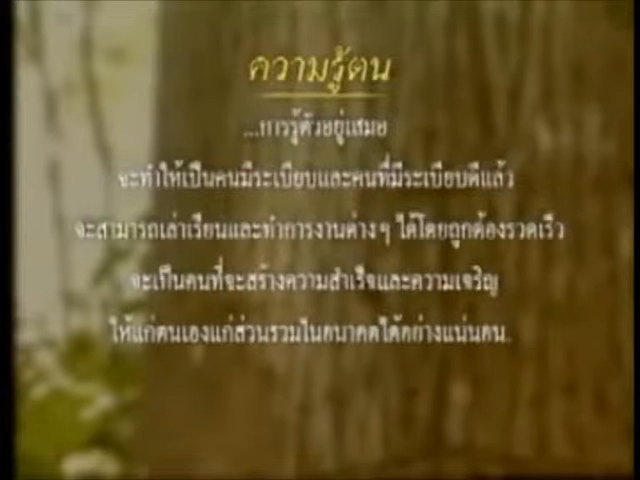 ความรู้ตน
...การรู้ตัวอยู่เสมอ
จะทำให้เป็นคนมีระเบียบและคนที่มีระเบียบดีแล้ว
จะสามารถเล่าเรียนและทำการงานต่างๆ ได้โดยถูกต้องรวดเร็ว
จะเป็นคนที่จะสร้างความสำเร็จและความเจริญ
ให้แก่ตนเองแก่ส่วนรวมในอนาคตได้อย่างแน่นอน